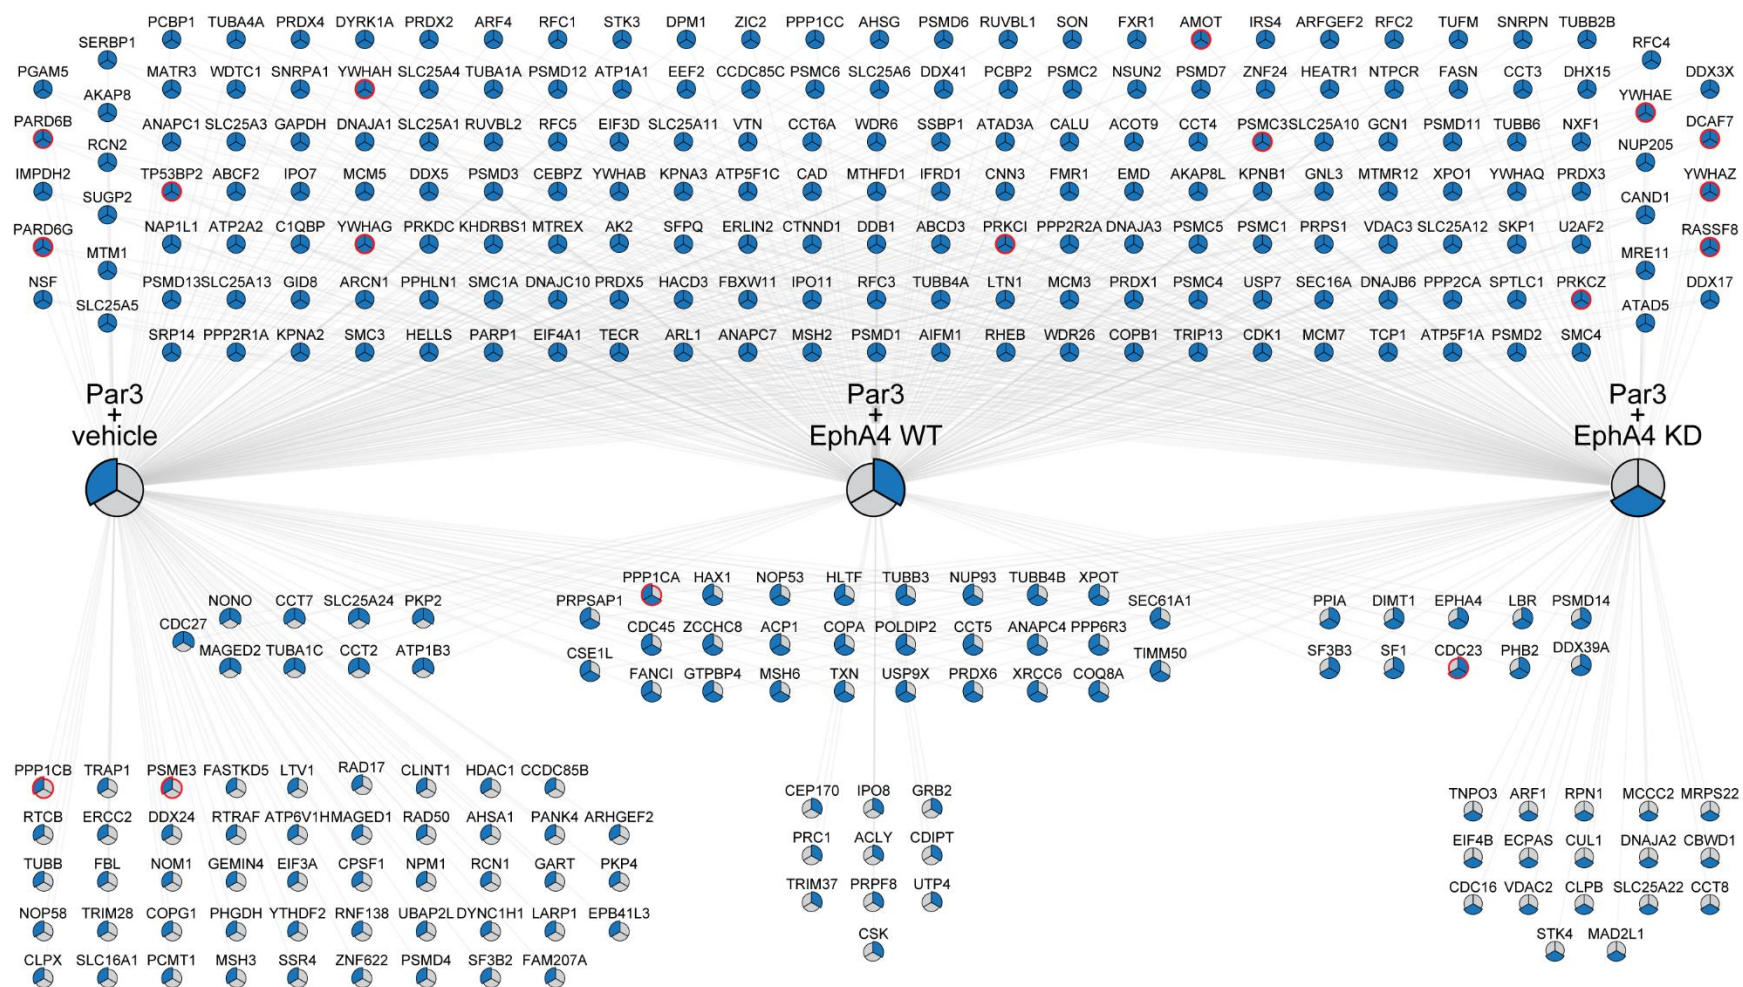 PCBP1 TUBA4A PRDX4 DYRK1A PRDX2 ARF4 RFC1 STK3 DPM1 ZIC2 PPP1CC AHSG PSMD6 RUVBL1 SON FXR1 AMOT IRS4 ARFGEF2 RFC2 TUFM SNRPN TUBB2B
SERBP1 RFC4
PGAM5 MATR3 WDTC1 SNRPA1 YWHAH SLC25A4 TUBA1A PSMD12 ATP1A1 EEF2 CCDC85C PSMC6 SLC25A6 DDX41 PCBP2 PSMC2 NSUN2 PSMD7 ZNF24 HEATR1 NTPCR FASN CCT3 DHX15 DDX3X
AKAP8 YWHAE
PARD6B ANAPC1 SLC25A3 GAPDH DNAJA1 SLC25A1 RUVBL2 RFC5 EIF3D SLC25A11 VTN CCT6A WDR6 SSBP1 ATAD3A CALU ACOT9 CCT4 PSMC3 SLC25A10 GCN1 PSMD11 TUBB6 NXF1 DCAF7
RCN2 NUP205
IMPDH2 TP53BP2 ABCF2 IPO7 MCM5 DDX5 PSMD3 CEBPZ YWHAB KPNA3 ATP5F1C CAD MTHFD1 IFRD1 CNN3 FMR1 EMD AKAP8L KPNB1 GNL3 MTMR12 XPO1 YWHAQ PRDX3 YWHAZ
SUGP2 CAND1
PARD6G NAP1L1 ATP2A2 C1QBP YWHAG PRKDC KHDRBS1 MTREX AK2 SFPQ ERLIN2 CTNND1 DDB1 ABCD3 PRKCI PPP2R2A DNAJA3 PSMC5 PSMC1 PRPS1 VDAC3 SLC25A12 SKP1 U2AF2 RASSF8
MTM1 MRE11
NSF PSMD13 SLC25A13 GID8 ARCN1 PPHLN1 SMC1A DNAJC10 PRDX5 HACD3 FBXW11 IPO11 RFC3 TUBB4A LTN1 MCM3 PRDX1 PSMC4 USP7 SEC16A DNAJB6 PPP2CA SPTLC1 PRKCZ DDX17
SLC25A5 ATAD5
SRP14 PPP2R1A KPNA2 SMC3 HELLS PARP1 EIF4A1 TECR ARL1 ANAPC7 MSH2 PSMD1 AIFM1 RHEB WDR26 COPB1 TRIP13 CDK1 MCM7 TCP1 ATP5F1A PSMD2 SMC4
Par3 Par3 Par3
+ + +
vehicle EphA4 WT EphA4 KD
PPP1CA HAX1 NOP53 HLTF TUBB3 NUP93 TUBB4B XPOT
NONO CCT7 SLC25A24 PKP2 PRPSAP1 SEC61A1 PPIA DIMT1 EPHA4 LBR PSMD14
CDC27 CDC45 ZCCHC8 ACP1 COPA POLDIP2 CCT5 ANAPC4 PPP6R3
MAGED2 TUBA1C CCT2 ATP1B3 CSE1L TIMM50 SF3B3 SF1 CDC23 PHB2 DDX39A
FANCI GTPBP4 MSH6 TXN USP9X PRDX6 XRCC6 COQ8A
PPP1CB TRAP1 PSME3 FASTKD5 LTV1 RAD17 CLINT1 HDAC1 CCDC85B
CEP170 IPO8 GRB2 TNPO3 ARF1 RPN1 MCCC2 MRPS22
RTCB ERCC2 DDX24 RTRAF ATP6V1H MAGED1 RAD50 AHSA1 PANK4 ARHGEF2
PRC1 ACLY CDIPT EIF4B ECPAS CUL1 DNAJA2 CBWD1
TUBB FBL NOM1 GEMIN4 EIF3A CPSF1 NPM1 RCN1 GART PKP4
TRIM37 PRPF8 UTP4 CDC16 VDAC2 CLPB SLC25A22 CCT8
NOP58 TRIM28 COPG1 PHGDH YTHDF2 RNF138 UBAP2L DYNC1H1 LARP1 EPB41L3
CSK STK4 MAD2L1
CLPX SLC16A1 PCMT1 MSH3 SSR4 ZNF622 PSMD4 SF3B2 FAM207A